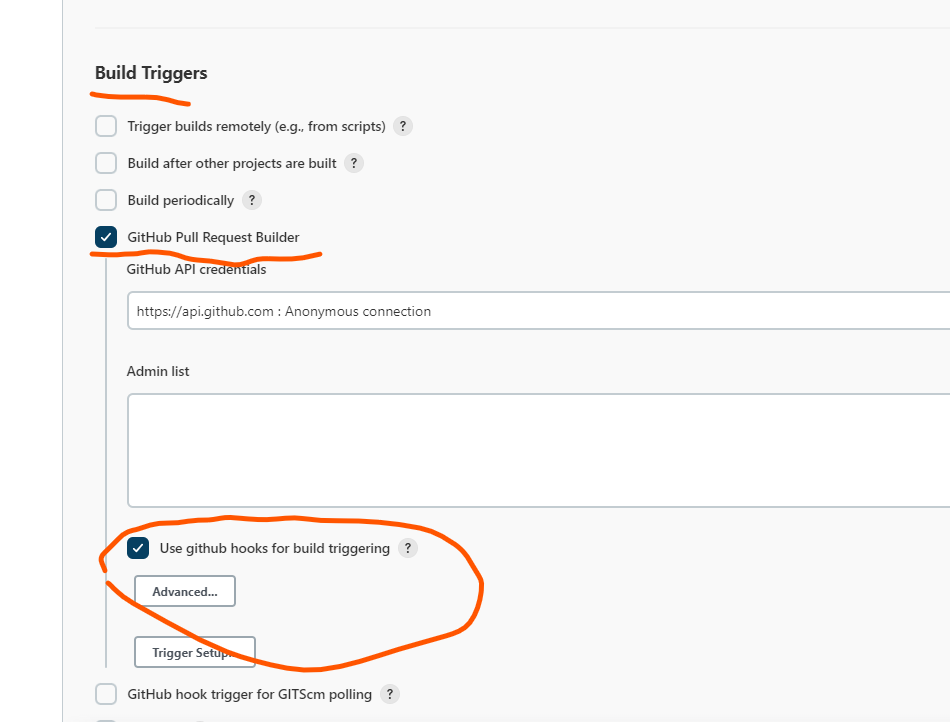 Build Triggers
Trigger builds remotely (e.g., from scripts) ?
Build after other projects are built ?
Build periodically ?
GitHub Pull Request Builder
GitHub API credentials
https://api.github.com : Anonymous connection
Admin list
Use github hooks for build triggering ?
Advanced...
Trigger Setup...
GitHub hook trigger for GITScm polling ?